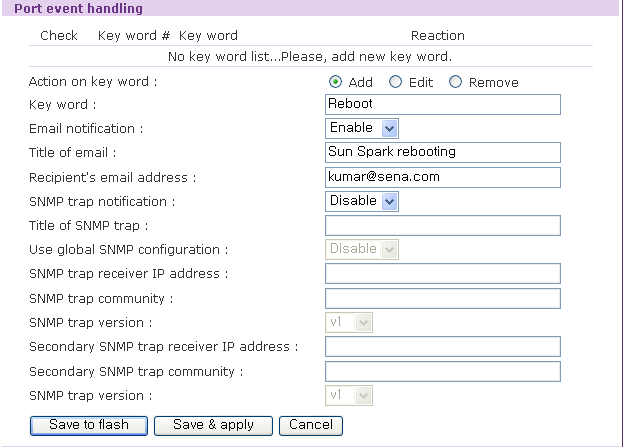 Port event handling
Check Key word # Key word Reaction
No key word list...Please, add new key word.
Action on key word : Add Edit Remove
Key word : Reboot
Email notification : Enable
Title of email : Sun Spark rebooting
Recipient's email address : kumar@sena.com
SNMP trap notification : Disable
Title of SNMP trap :
Use global SNMP configuration : Disable
SNMP trap receiver IP address :
SNMP trap community :
SNMP trap version : v1
Secondary SNMP trap receiver IP address :
Secondary SNMP trap community :
SNMP trap version : v1
Save to flash Save & apply Cancel